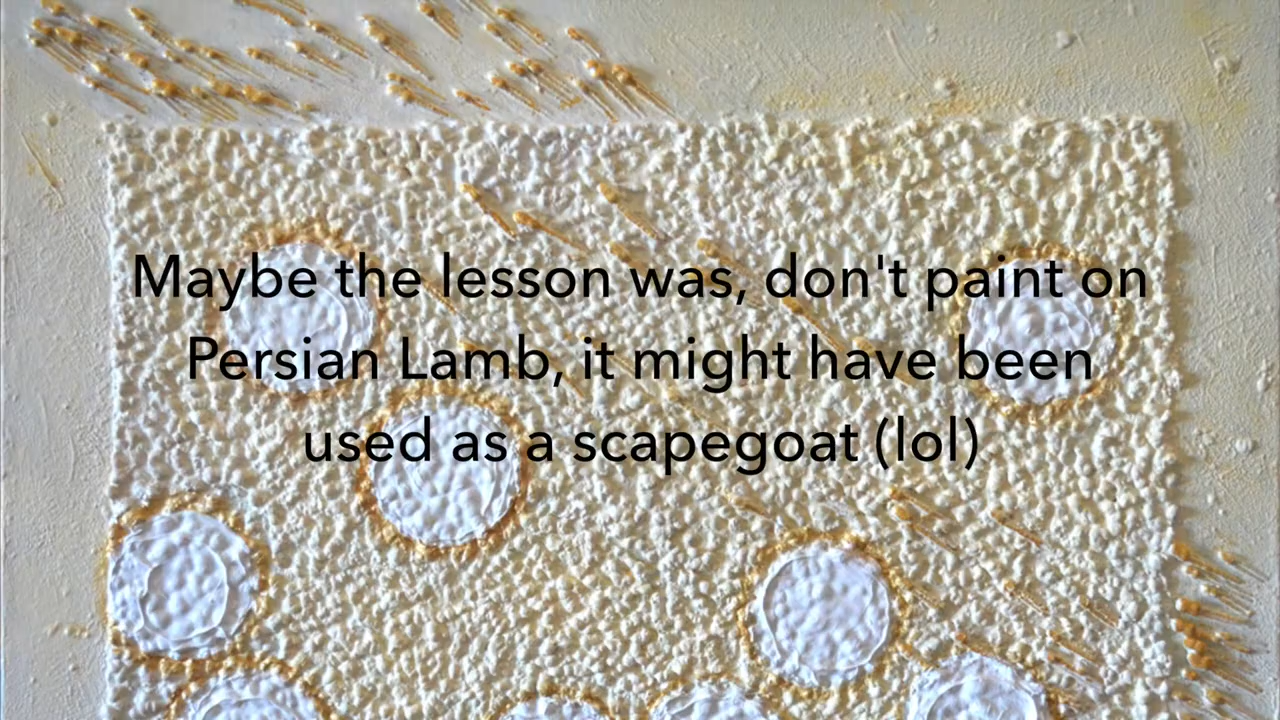 Maybe the lesson was, don't paint on
Persian Lamb, it might have been
used as a scapegoat (lol)